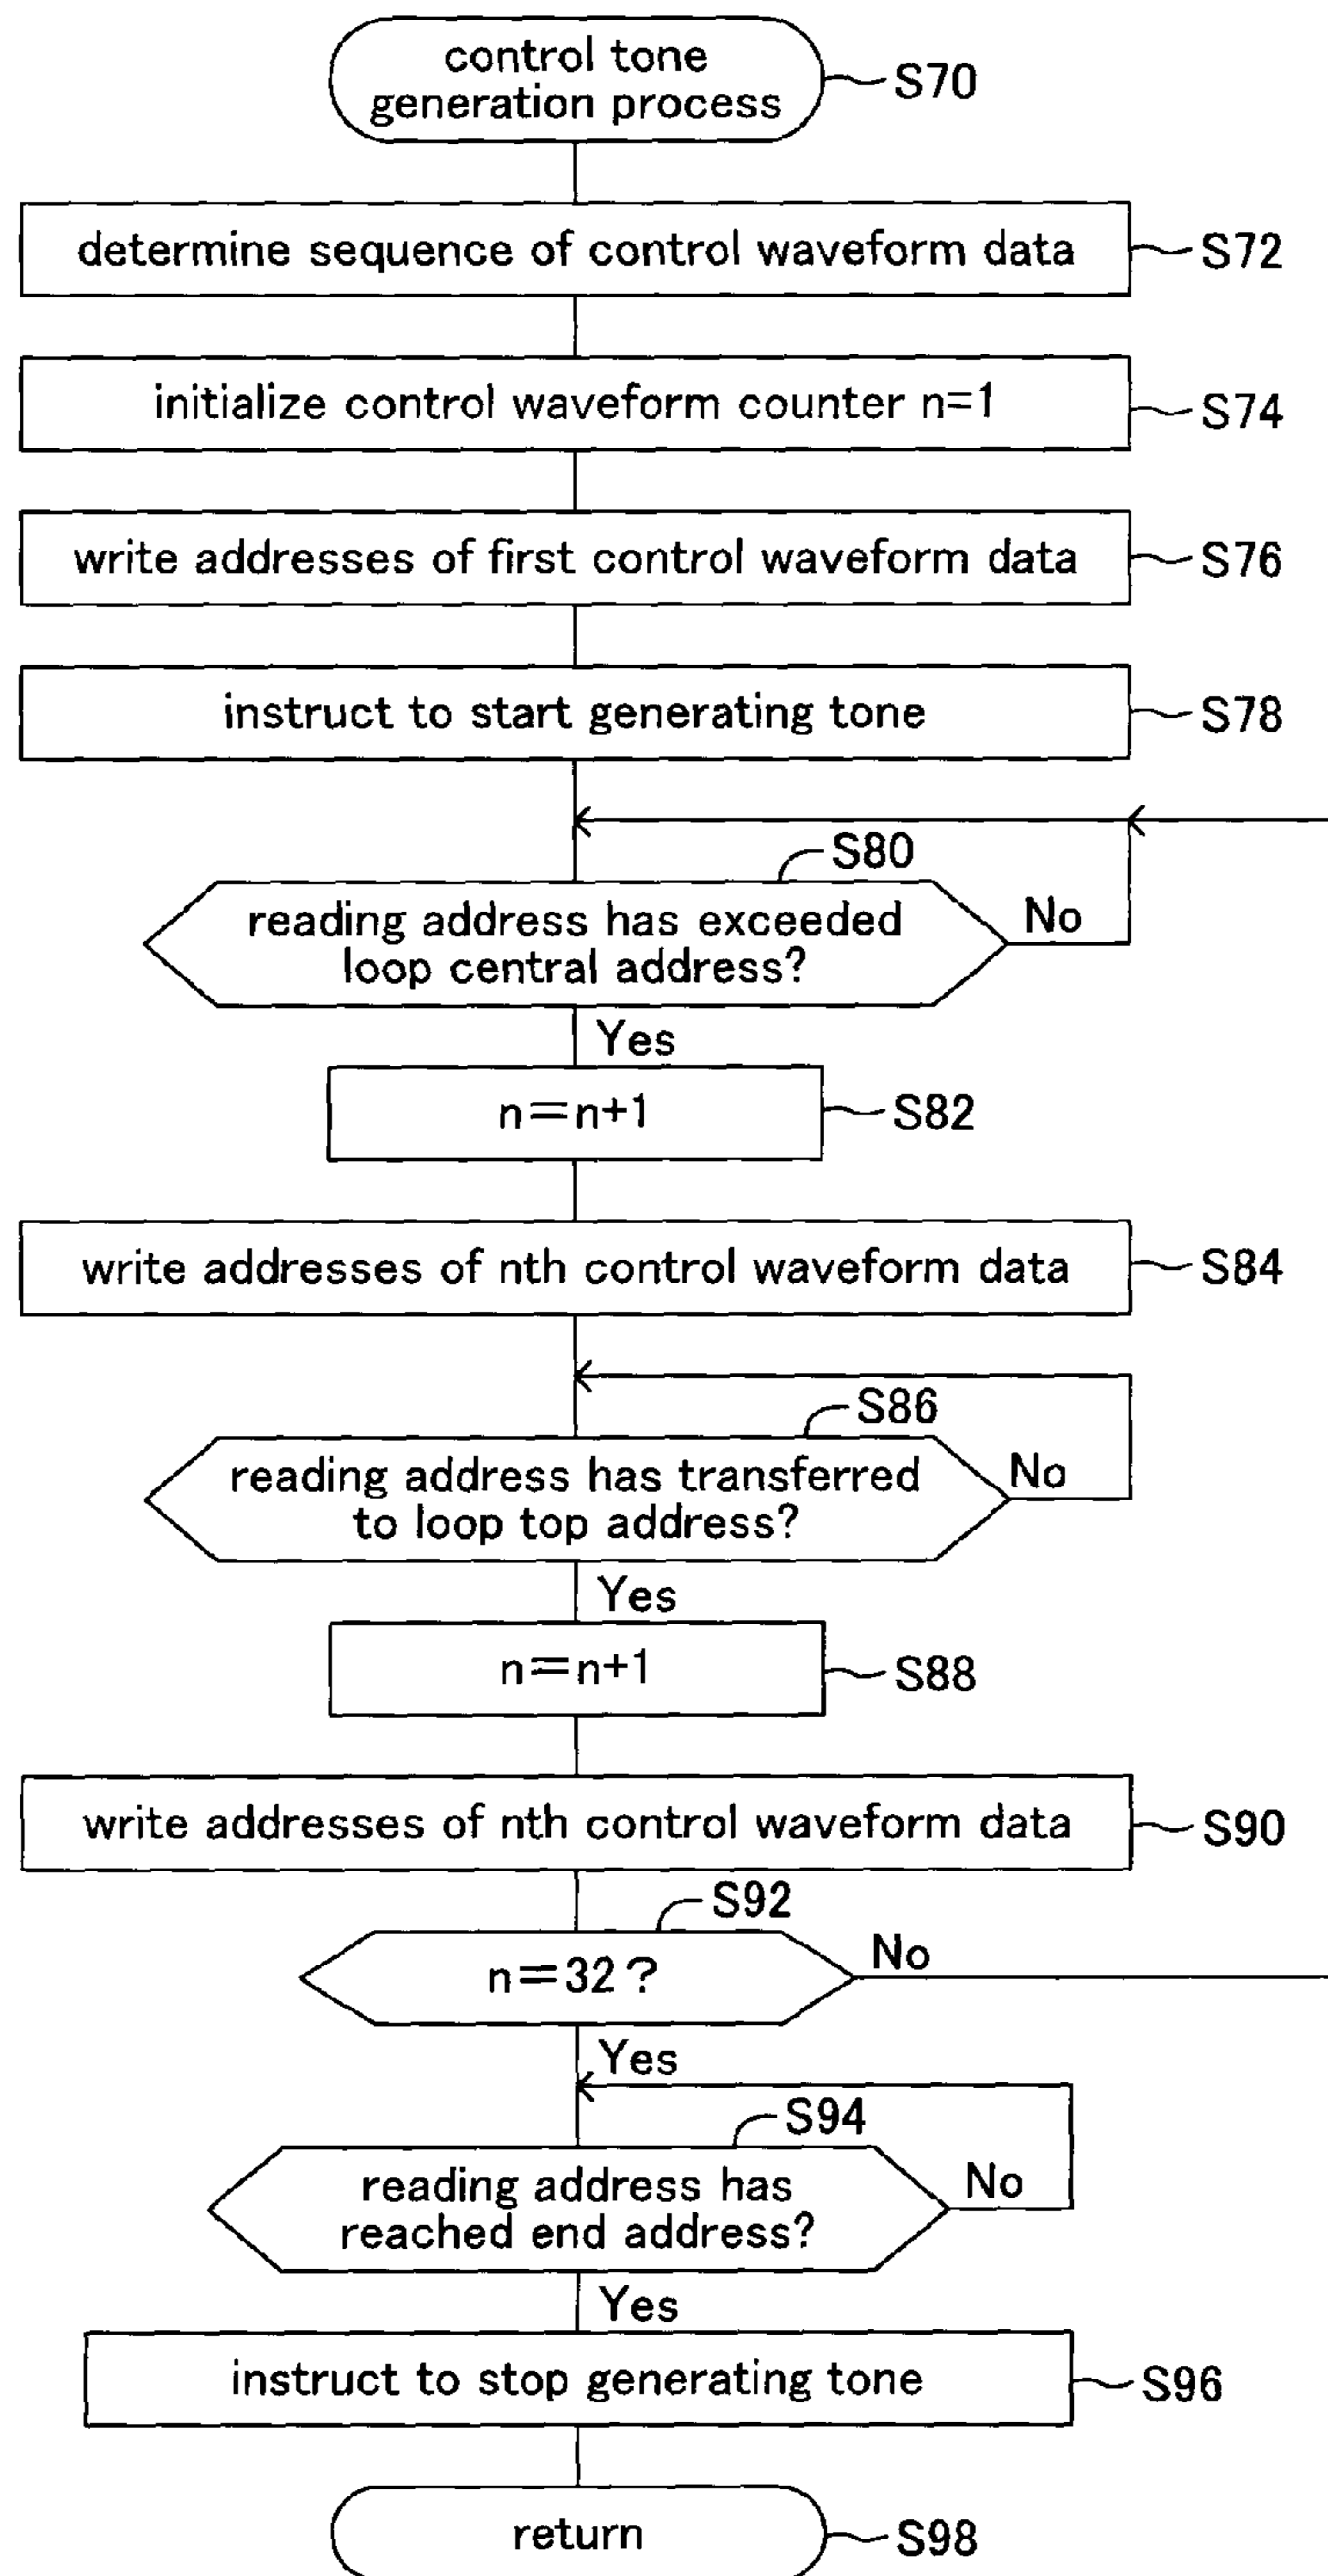 control tone
generation process
S70
determine sequence of control waveform data
S72
initialize control waveform counter n=1
S74
write addresses of first control waveform data
S76
instruct to start generating tone
S78
S80
reading address has exceeded
loop central address?
No
Yes
n=n+1
S82
write addresses of nth control waveform data
S84
S86
reading address has transferred
to loop top address?
No
Yes
n=n+1
S88
write addresses of nth control waveform data
S90
S92
n=32?
No
Yes
S94
reading address has
reached end address?
No
Yes
instruct to stop generating tone
S96
return
S98